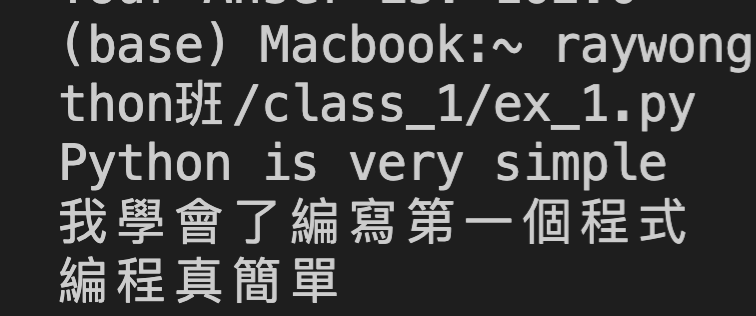 (base) Macbook:~ raywong
thon班/class_1/ex_1.py
Python is very simple
我學會了編寫第一個程式
編程真簡單